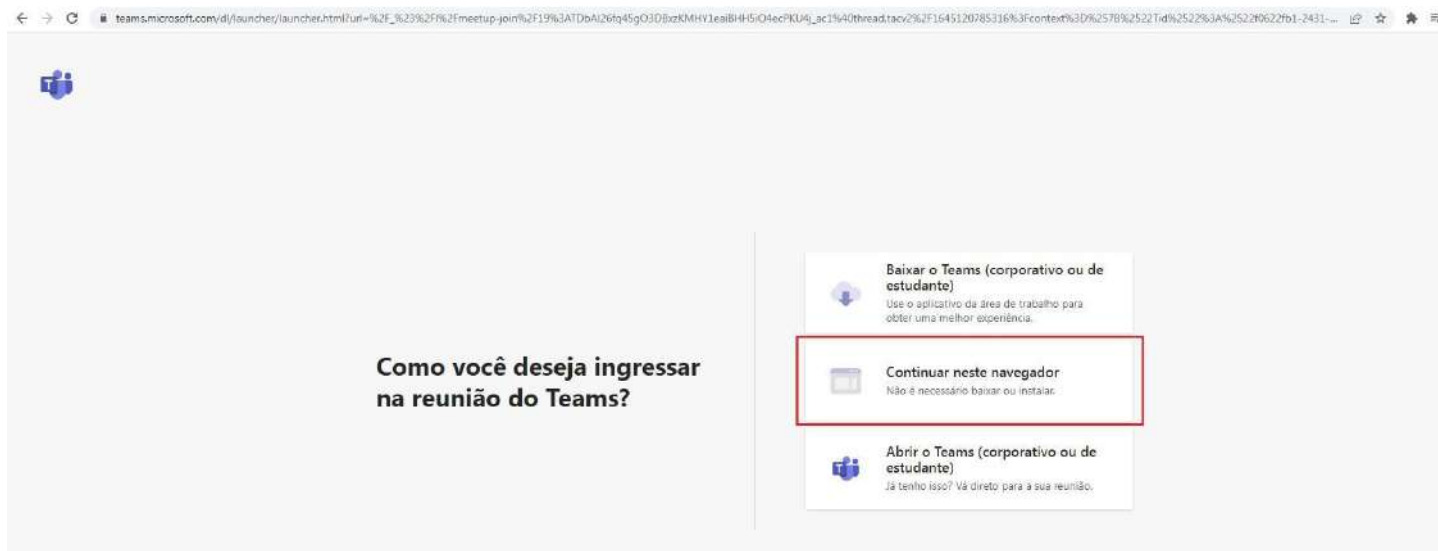 teams.microsoft.com/dl/launcher/launcher.html?url=%2F_%23%2Fl%2Fmeetup-join%2F19%3ATDbAI26fq45gO3D8xzKMHY1eaiBHH5iO4ecPKU4j_ac1%40thread.tacv2%2F1645120785316%3Fcontext%3D%257B%2522Tid%2522%3A%2522f0622fb1-2431-...
Como você deseja ingressar
na reunião do Teams?
Baixar o Teams (corporativo ou de
estudante)
Use o aplicativo da área de trabalho para
obter uma melhor experiência.
Continuar neste navegador
Não é necessário baixar ou instalar.
Abrir o Teams (corporativo ou de
estudante)
Já tenho isso? Vá direto para a sua reunião.